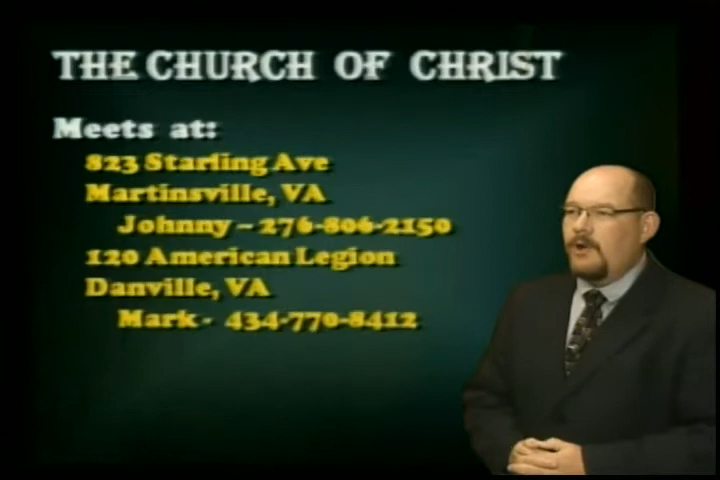 THE CHURCH OF CHRIST
Meets at:
823 Starling Ave
Martinsville, VA
Johnny - 276-806-2150
120 American Legion
Danville, VA
Mark - 434-770-8412